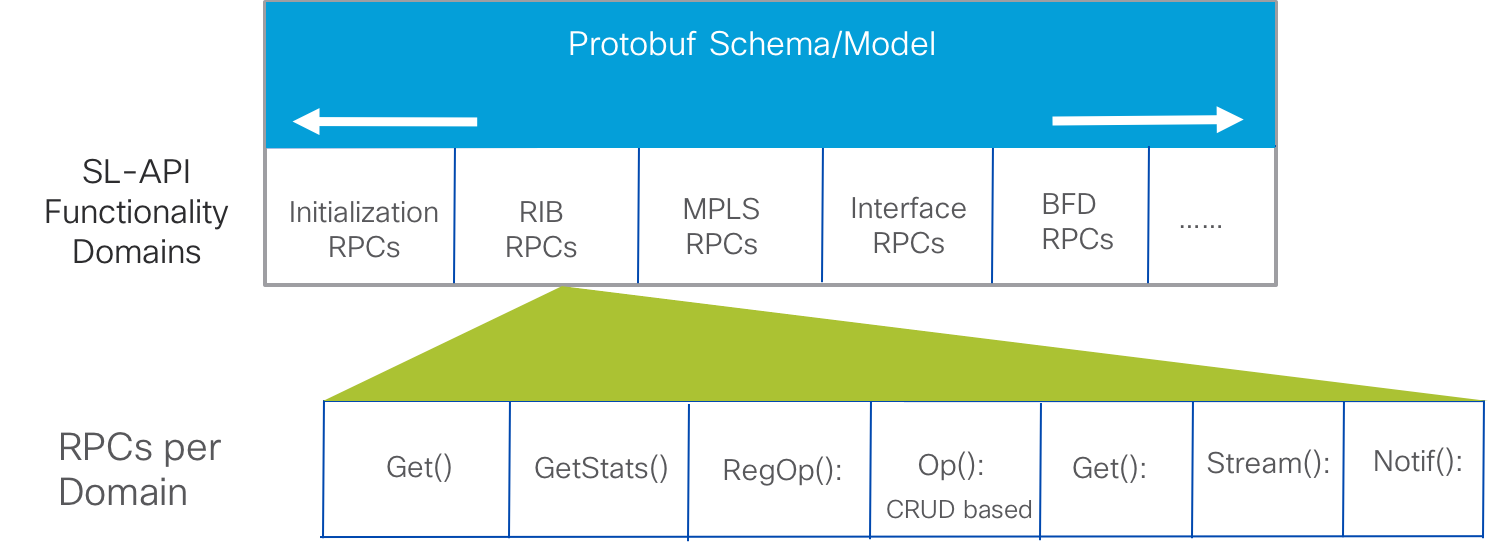 Protobuf Schema/Model
SL-API
Functionality
Domains
Initialization
RPCs
RIB
RPCs
MPLS
RPCs
Interface
RPCs
BFD
RPCs
......
RPCs per
Domain
Get()
GetStats()
RegOp():
Op():
CRUD based
Get():
Stream():
Notif():